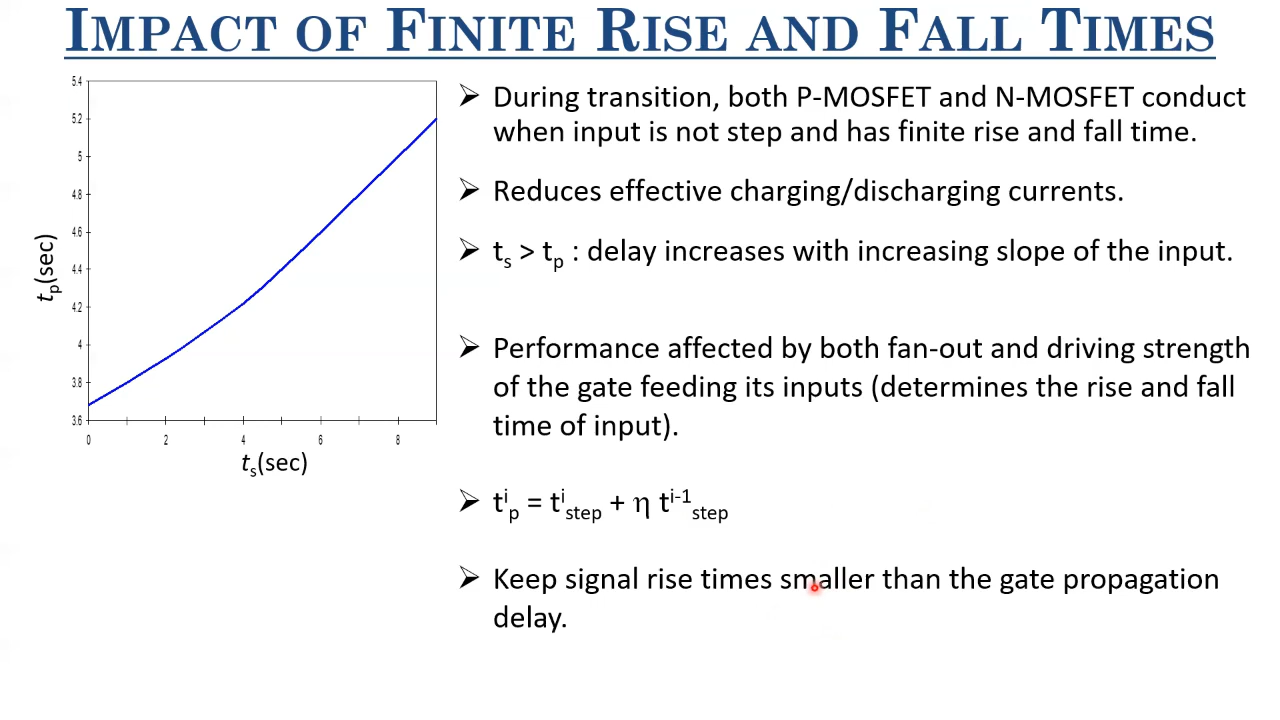 IMPACT OF FINITE RISE AND FALL TIMES
5.4
5.2
5
4.8
4.6
4.4
4.2
4
3.8
3.6
tp(sec)
0
2
4
6
8
ts(sec)
➢ During transition, both P-MOSFET and N-MOSFET conduct
when input is not step and has finite rise and fall time.
➢ Reduces effective charging/discharging currents.
➢ ts > tp : delay increases with increasing slope of the input.
➢ Performance affected by both fan-out and driving strength
of the gate feeding its inputs (determines the rise and fall
time of input).
➢ tⁱp = tⁱstep + η tⁱ⁻¹step
➢ Keep signal rise times smaller than the gate propagation
delay.